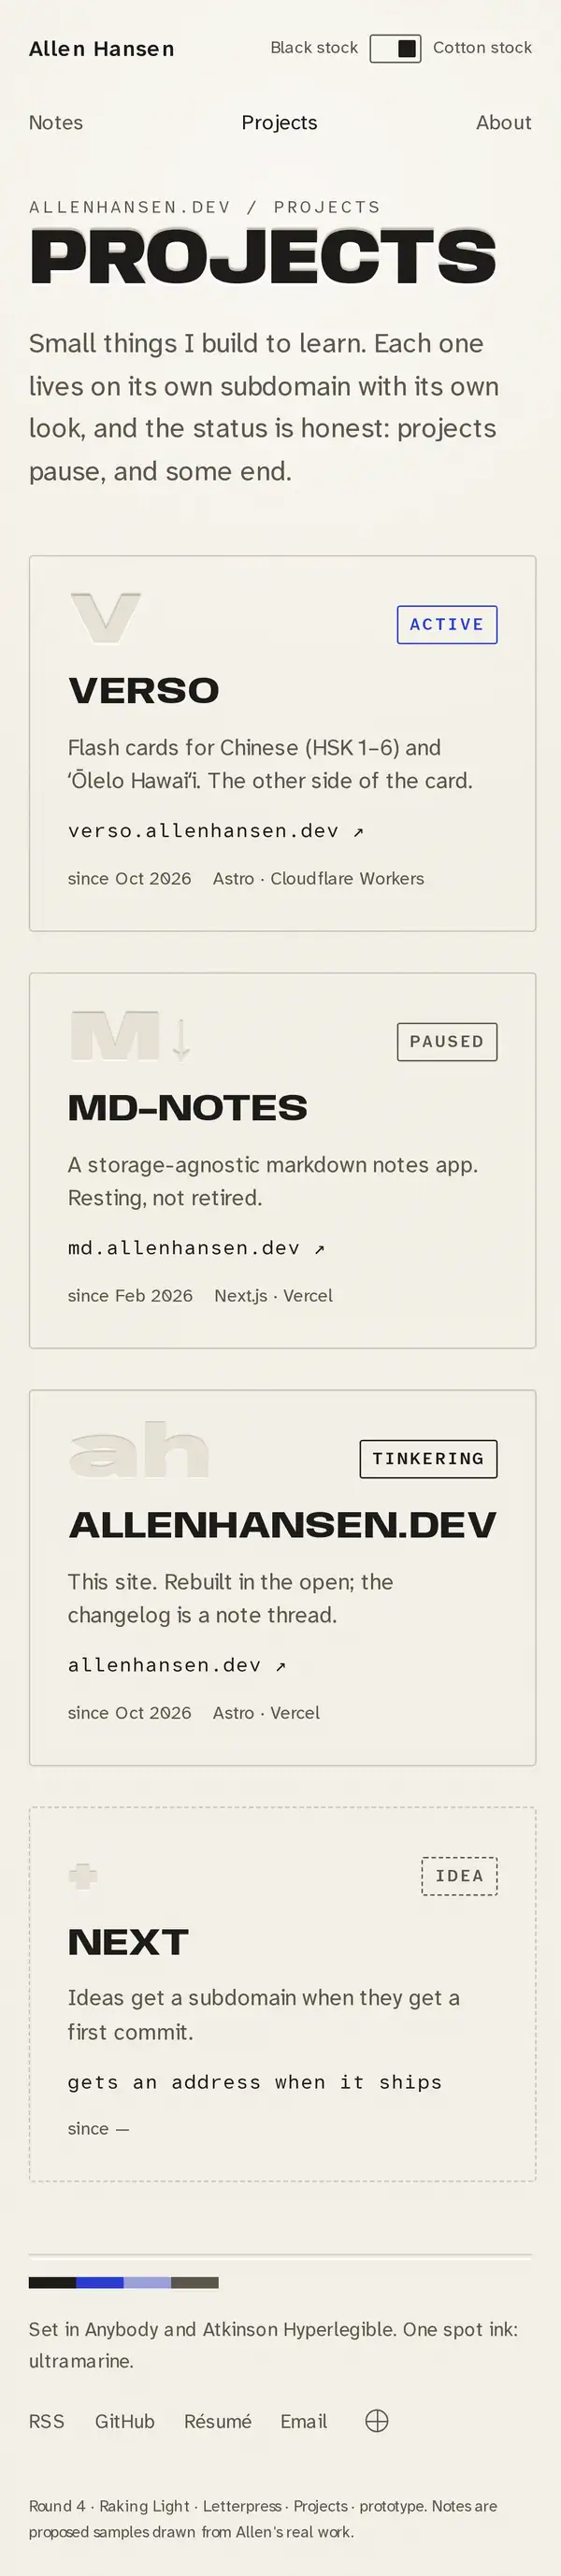 Allen Hansen
Black stock
Cotton stock
Notes
Projects
About
ALLENHANSEN.DEV / PROJECTS
PROJECTS
Small things I build to learn. Each one
lives on its own subdomain with its own
look, and the status is honest: projects
pause, and some end.
V
ACTIVE
VERSO
Flash cards for Chinese (HSK 1–6) and
ʻŌlelo Hawaiʻi. The other side of the card.
verso.allenhansen.dev ↗
since Oct 2026 Astro · Cloudflare Workers
M↓
PAUSED
MD-NOTES
A storage-agnostic markdown notes app.
Resting, not retired.
md.allenhansen.dev ↗
since Feb 2026 Next.js · Vercel
ah
TINKERING
ALLENHANSEN.DEV
This site. Rebuilt in the open; the
changelog is a note thread.
allenhansen.dev ↗
since Oct 2026 Astro · Vercel
+
IDEA
NEXT
Ideas get a subdomain when they get a
first commit.
gets an address when it ships
since —
Set in Anybody and Atkinson Hyperlegible. One spot ink:
ultramarine.
RSS GitHub Résumé Email
Round 4 · Raking Light · Letterpress · Projects · prototype. Notes are
proposed samples drawn from Allen's real work.